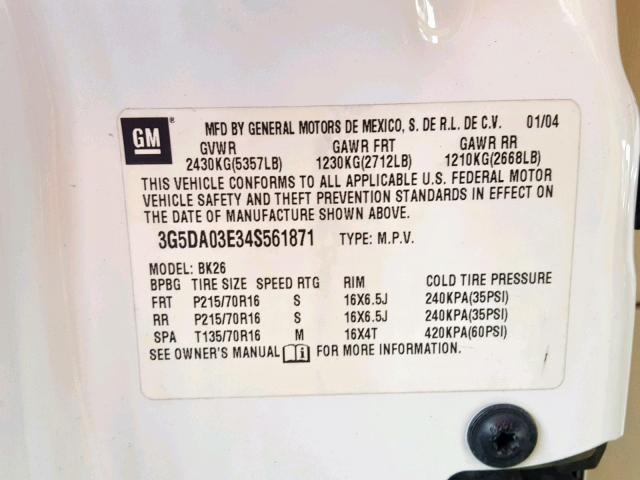 GM ® MFD BY GENERAL MOTORS DE MEXICO, S. DE R.L. DE C.V. 01/04
GVWR GAWR FRT GAWR RR
2430KG(5357LB) 1230KG(2712LB) 1210KG(2668LB)
THIS VEHICLE CONFORMS TO ALL APPLICABLE U.S. FEDERAL MOTOR
VEHICLE SAFETY AND THEFT PREVENTION STANDARDS IN EFFECT ON
THE DATE OF MANUFACTURE SHOWN ABOVE.
3G5DA03E34S561871 TYPE: M.P.V.
MODEL: BK26
BPBG TIRE SIZE SPEED RTG RIM COLD TIRE PRESSURE
FRT P215/70R16 S 16X6.5J 240KPA(35PSI)
RR P215/70R16 S 16X6.5J 240KPA(35PSI)
SPA T135/70R16 M 16X4T 420KPA(60PSI)
SEE OWNER'S MANUAL i FOR MORE INFORMATION.